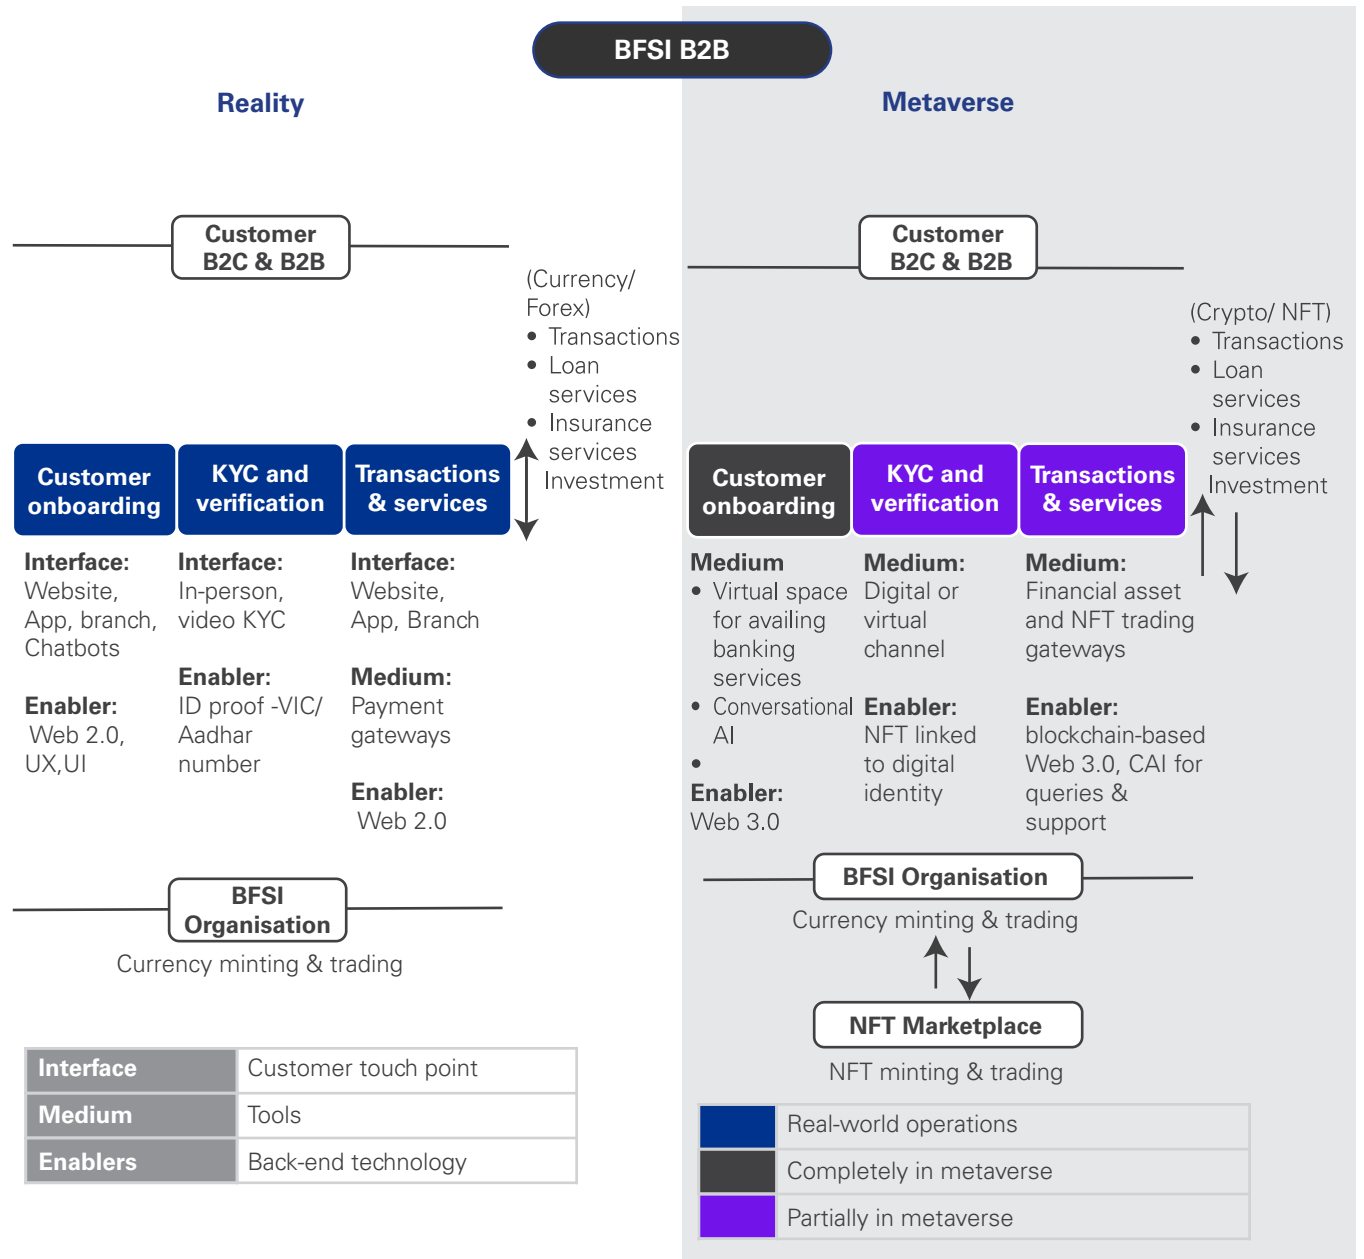 BFSI B2B
Reality
Customer
B2C & B2B
(Currency/
Forex)
• Transactions
• Loan
services
• Insurance
services
Investment
Customer
onboarding
KYC and
verification
Transactions
& services
Interface:
Website,
App, branch,
Chatbots
Enabler:
Web 2.0,
UX,UI
Interface:
In-person,
video KYC
Enabler:
ID proof -VIC/
Aadhar
number
Interface:
Website,
App, Branch
Medium:
Payment
gateways
Enabler:
Web 2.0
BFSI
Organisation
Currency minting & trading
Interface
Customer touch point
Medium
Tools
Enablers
Back-end technology
Metaverse
Customer
B2C & B2B
(Crypto/ NFT)
• Transactions
• Loan
services
• Insurance
services
Investment
Customer
onboarding
KYC and
verification
Transactions
& services
Medium
• Virtual space
for availing
banking
services
• Conversational
AI
•
Enabler:
Web 3.0
Medium:
Digital or
virtual
channel
Enabler:
NFT linked
to digital
identity
Medium:
Financial asset
and NFT trading
gateways
Enabler:
blockchain-based
Web 3.0, CAI for
queries &
support
BFSI Organisation
Currency minting & trading
NFT Marketplace
NFT minting & trading
Real-world operations
Completely in metaverse
Partially in metaverse